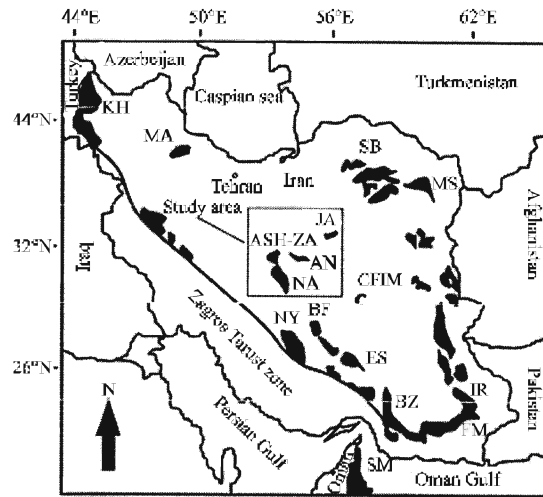 44°E 50°E 56°E 62°E
Azerbaijan
Turkey
Caspian sea
Turkmenistan
KH
44°N
MA
SB
Tehran
Iran
MS
Study area
Afghanistan
JA
ASH-ZA
32°N
AN
Iraq
NA
CFIM
Zagros Tarust zone
NY
BF
ES
26°N
Pakistan
N
BZ
IR
FM
Persian Gulf
Oman
SM
Oman Gulf